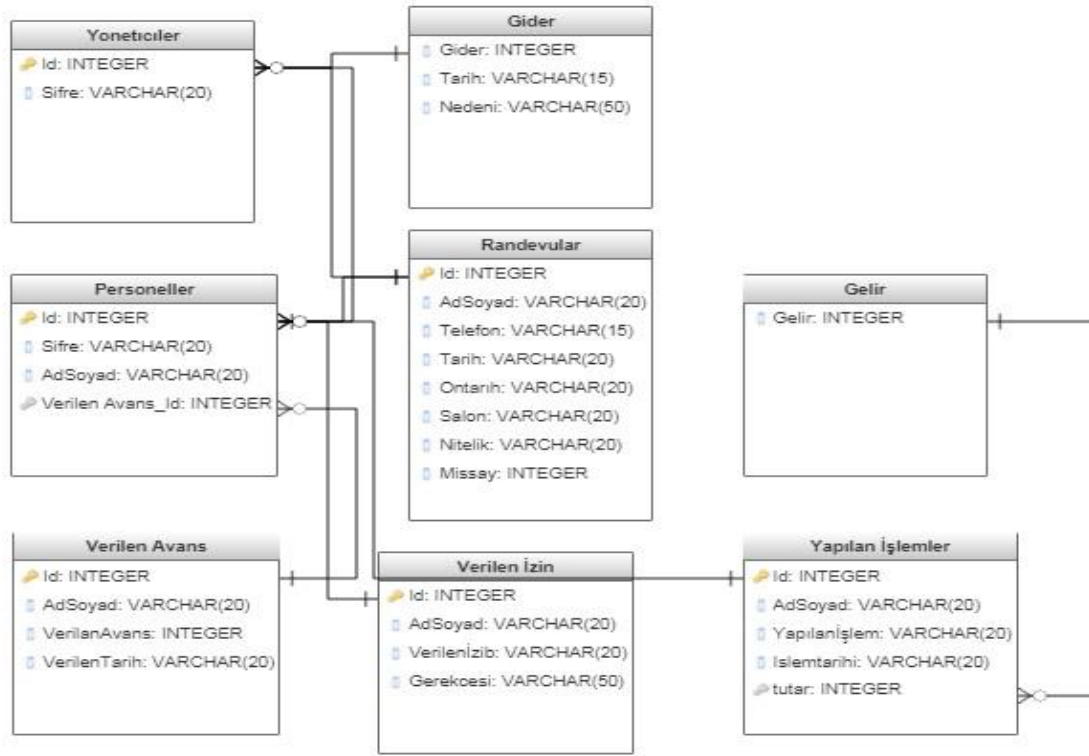 Yoneticiler
Id: INTEGER
Sifre: VARCHAR(20)
Gider
Gider: INTEGER
Tarih: VARCHAR(15)
Nedeni: VARCHAR(50)
Personeller
Id: INTEGER
Sifre: VARCHAR(20)
AdSoyad: VARCHAR(20)
Verilen Avans_Id: INTEGER
Randevular
Id: INTEGER
AdSoyad: VARCHAR(20)
Telefon: VARCHAR(15)
Tarih: VARCHAR(20)
Ontarıh: VARCHAR(20)
Salon: VARCHAR(20)
Nitelik: VARCHAR(20)
Missay: INTEGER
Gelir
Gelir: INTEGER
Verilen Avans
Id: INTEGER
AdSoyad: VARCHAR(20)
VerilanAvans: INTEGER
VerilenTarih: VARCHAR(20)
Verilen İzin
Id: INTEGER
AdSoyad: VARCHAR(20)
Verilenİzib: VARCHAR(20)
Gerekcesi: VARCHAR(50)
Yapılan İşlemler
Id: INTEGER
AdSoyad: VARCHAR(20)
Yapılanİşlem: VARCHAR(20)
Islemtarihi: VARCHAR(20)
tutar: INTEGER